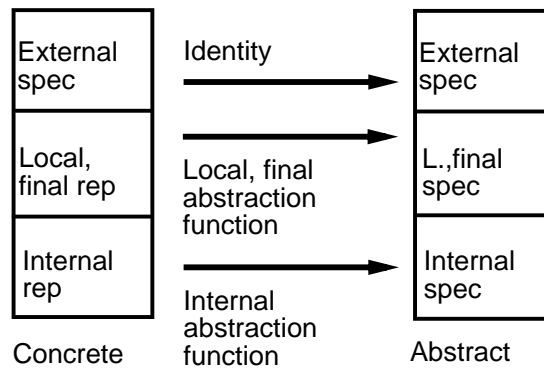 External
spec
Local,
final rep
Internal
rep
Concrete
Identity
Local, final
abstraction
function
Internal
abstraction
function
External
spec
L.,final
spec
Internal
spec
Abstract